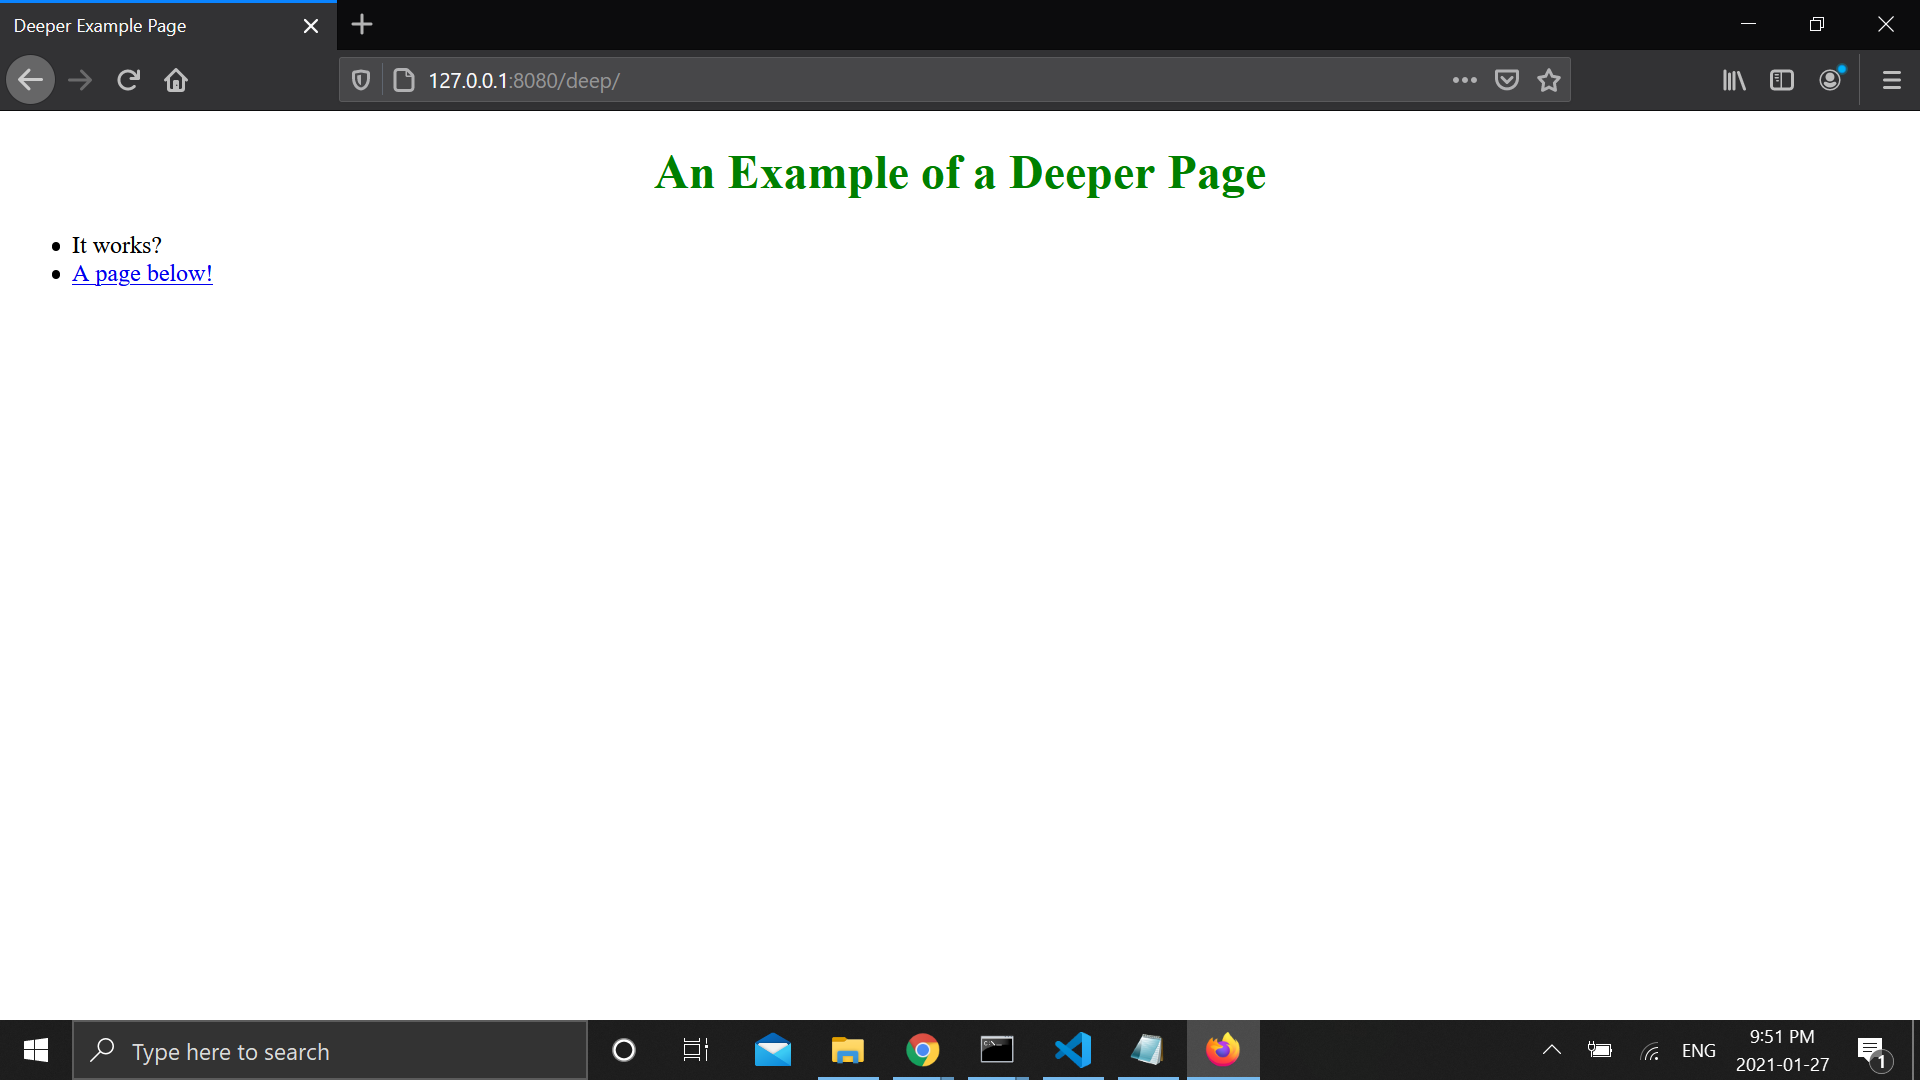 Deeper Example Page
127.0.0.1:8080/deep/
An Example of a Deeper Page
It works?
A page below!
Type here to search
ENG
9:51 PM
2021-01-27
1